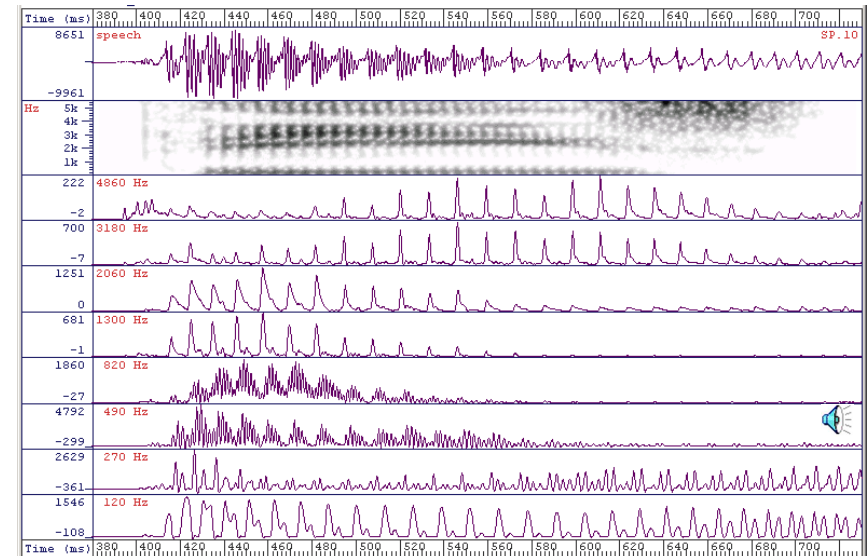 Time (ms) 380 400 420 440 460 480 500 520 540 560 580 600 620 640 660 680 700
8651 speech SP.10
-9961
Hz 5k
4k
3k
2k
1k
222 4860 Hz
-2
700 3180 Hz
-7
1251 2060 Hz
0
681 1300 Hz
-1
1860 820 Hz
-27
4792 490 Hz
-299
2629 270 Hz
-361
1546 120 Hz
-108
Time (ms) 380 400 420 440 460 480 500 520 540 560 580 600 620 640 660 680 700